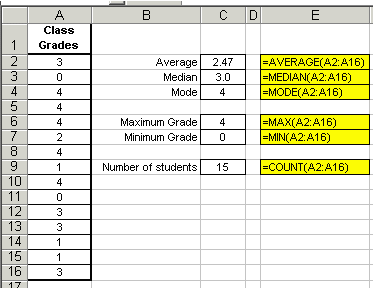 A B C D E
1 Class Grades
2 3 Average 2.47 =AVERAGE(A2:A16)
3 0 Median 3.0 =MEDIAN(A2:A16)
4 4 Mode 4 =MODE(A2:A16)
5 4
6 4 Maximum Grade 4 =MAX(A2:A16)
7 2 Minimum Grade 0 =MIN(A2:A16)
8 4
9 1 Number of students 15 =COUNT(A2:A16)
10 4
11 0
12 3
13 3
14 1
15 1
16 3
17